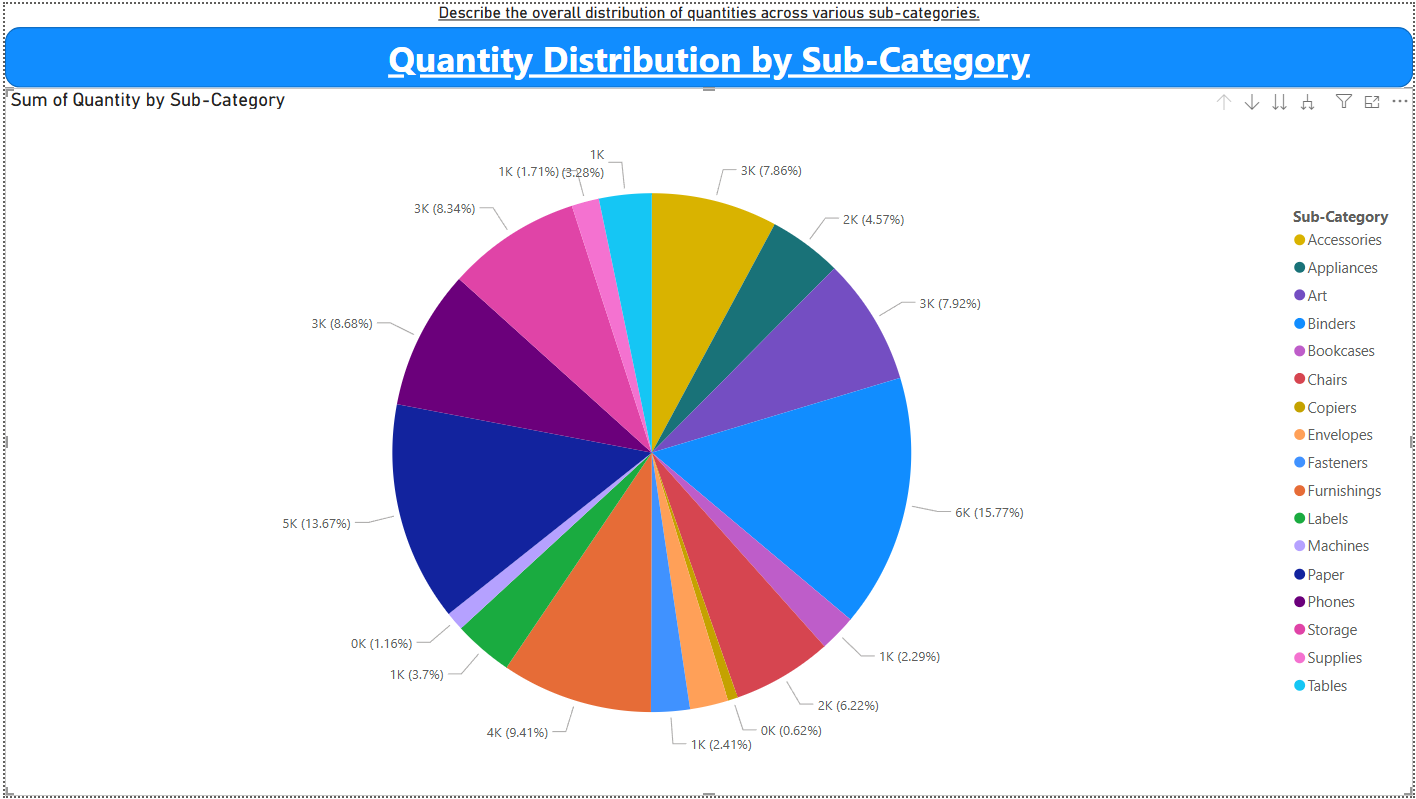 Describe the overall distribution of quantities across various sub-categories.
Quantity Distribution by Sub-Category
Sum of Quantity by Sub-Category
1K
(3.28%)
1K (1.71%)
3K (7.86%)
2K (4.57%)
3K (7.92%)
6K (15.77%)
1K (2.29%)
2K (6.22%)
0K (0.62%)
1K (2.41%)
4K (9.41%)
1K (3.7%)
0K (1.16%)
5K (13.67%)
3K (8.68%)
3K (8.34%)
Sub-Category
Accessories
Appliances
Art
Binders
Bookcases
Chairs
Copiers
Envelopes
Fasteners
Furnishings
Labels
Machines
Paper
Phones
Storage
Supplies
Tables